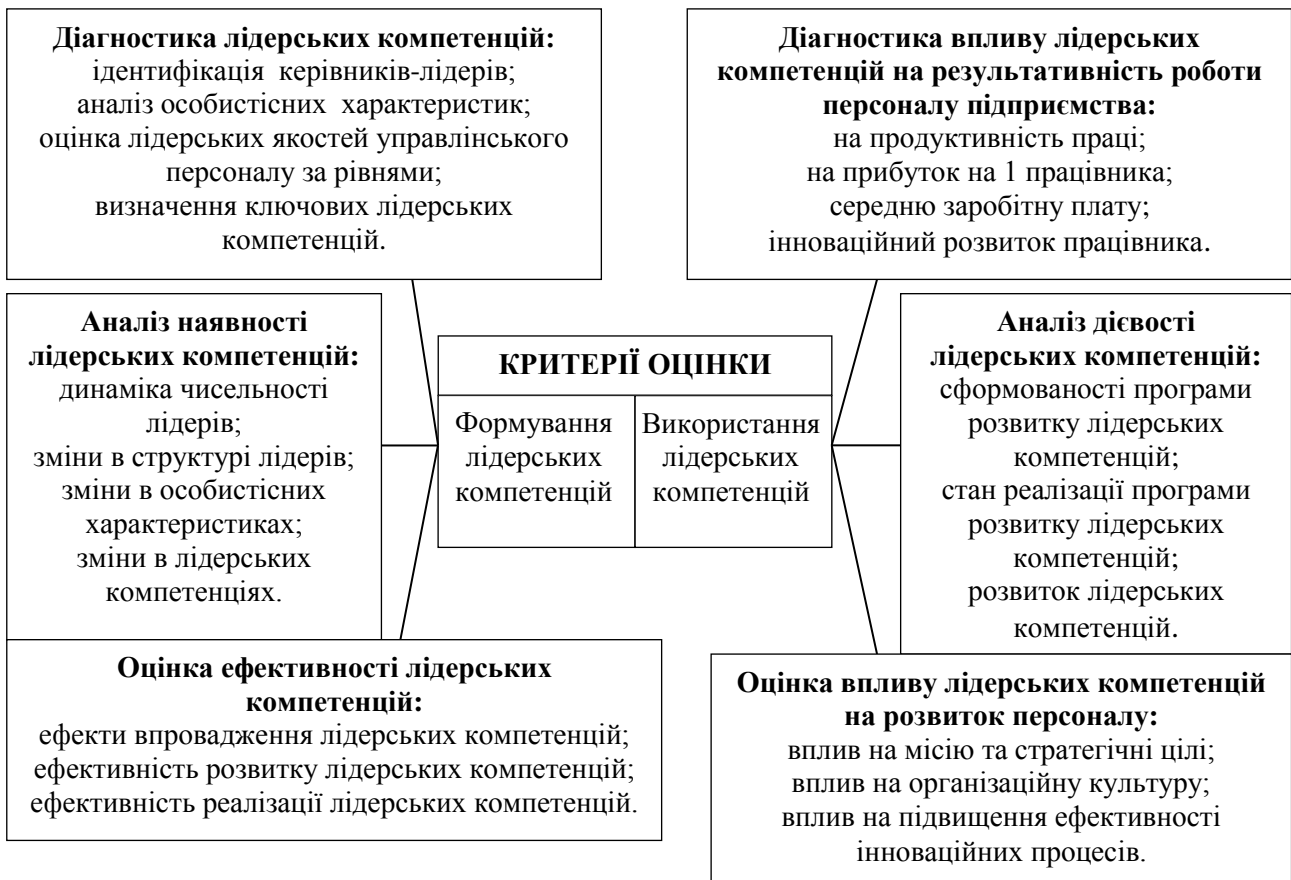 Діагностика лідерських компетенцій:
ідентифікація керівників-лідерів;
аналіз особистісних характеристик;
оцінка лідерських якостей управлінського
персоналу за рівнями;
визначення ключових лідерських
компетенцій.
Діагностика впливу лідерських
компетенцій на результативність роботи
персоналу підприємства:
на продуктивність праці;
на прибуток на 1 працівника;
середню заробітну плату;
інноваційний розвиток працівника.
Аналіз наявності
лідерських компетенцій:
динаміка чисельності
лідерів;
зміни в структурі лідерів;
зміни в особистісних
характеристиках;
зміни в лідерських
компетенціях.
КРИТЕРІЇ ОЦІНКИ
Формування
лідерських
компетенцій
Використання
лідерських
компетенцій
Аналіз дієвості
лідерських компетенцій:
сформованості програми
розвитку лідерських
компетенцій;
стан реалізації програми
розвитку лідерських
компетенцій;
розвиток лідерських
компетенцій.
Оцінка ефективності лідерських
компетенцій:
ефекти впровадження лідерських компетенцій;
ефективність розвитку лідерських компетенцій;
ефективність реалізації лідерських компетенцій.
Оцінка впливу лідерських компетенцій
на розвиток персоналу:
вплив на місію та стратегічні цілі;
вплив на організаційну культуру;
вплив на підвищення ефективності
інноваційних процесів.